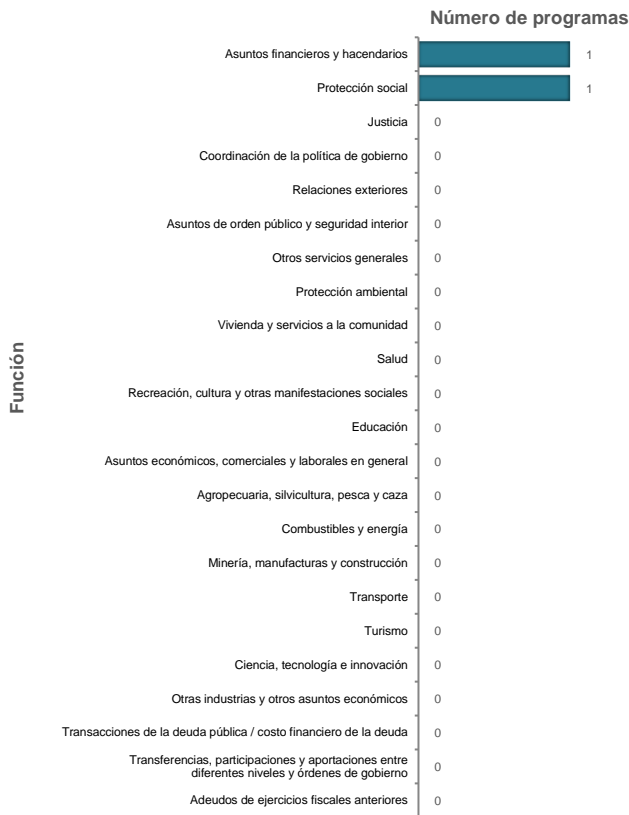 Número de programas
Asuntos financieros y hacendarios 1
Protección social 1
Justicia 0
Coordinación de la política de gobierno 0
Relaciones exteriores 0
Asuntos de orden público y seguridad interior 0
Otros servicios generales 0
Protección ambiental 0
Vivienda y servicios a la comunidad 0
Función
Salud 0
Recreación, cultura y otras manifestaciones sociales 0
Educación 0
Asuntos económicos, comerciales y laborales en general 0
Agropecuaria, silvicultura, pesca y caza 0
Combustibles y energía 0
Minería, manufacturas y construcción 0
Transporte 0
Turismo 0
Ciencia, tecnología e innovación 0
Otras industrias y otros asuntos económicos 0
Transacciones de la deuda pública / costo financiero de la deuda 0
Transferencias, participaciones y aportaciones entre
diferentes niveles y órdenes de gobierno 0
Adeudos de ejercicios fiscales anteriores 0